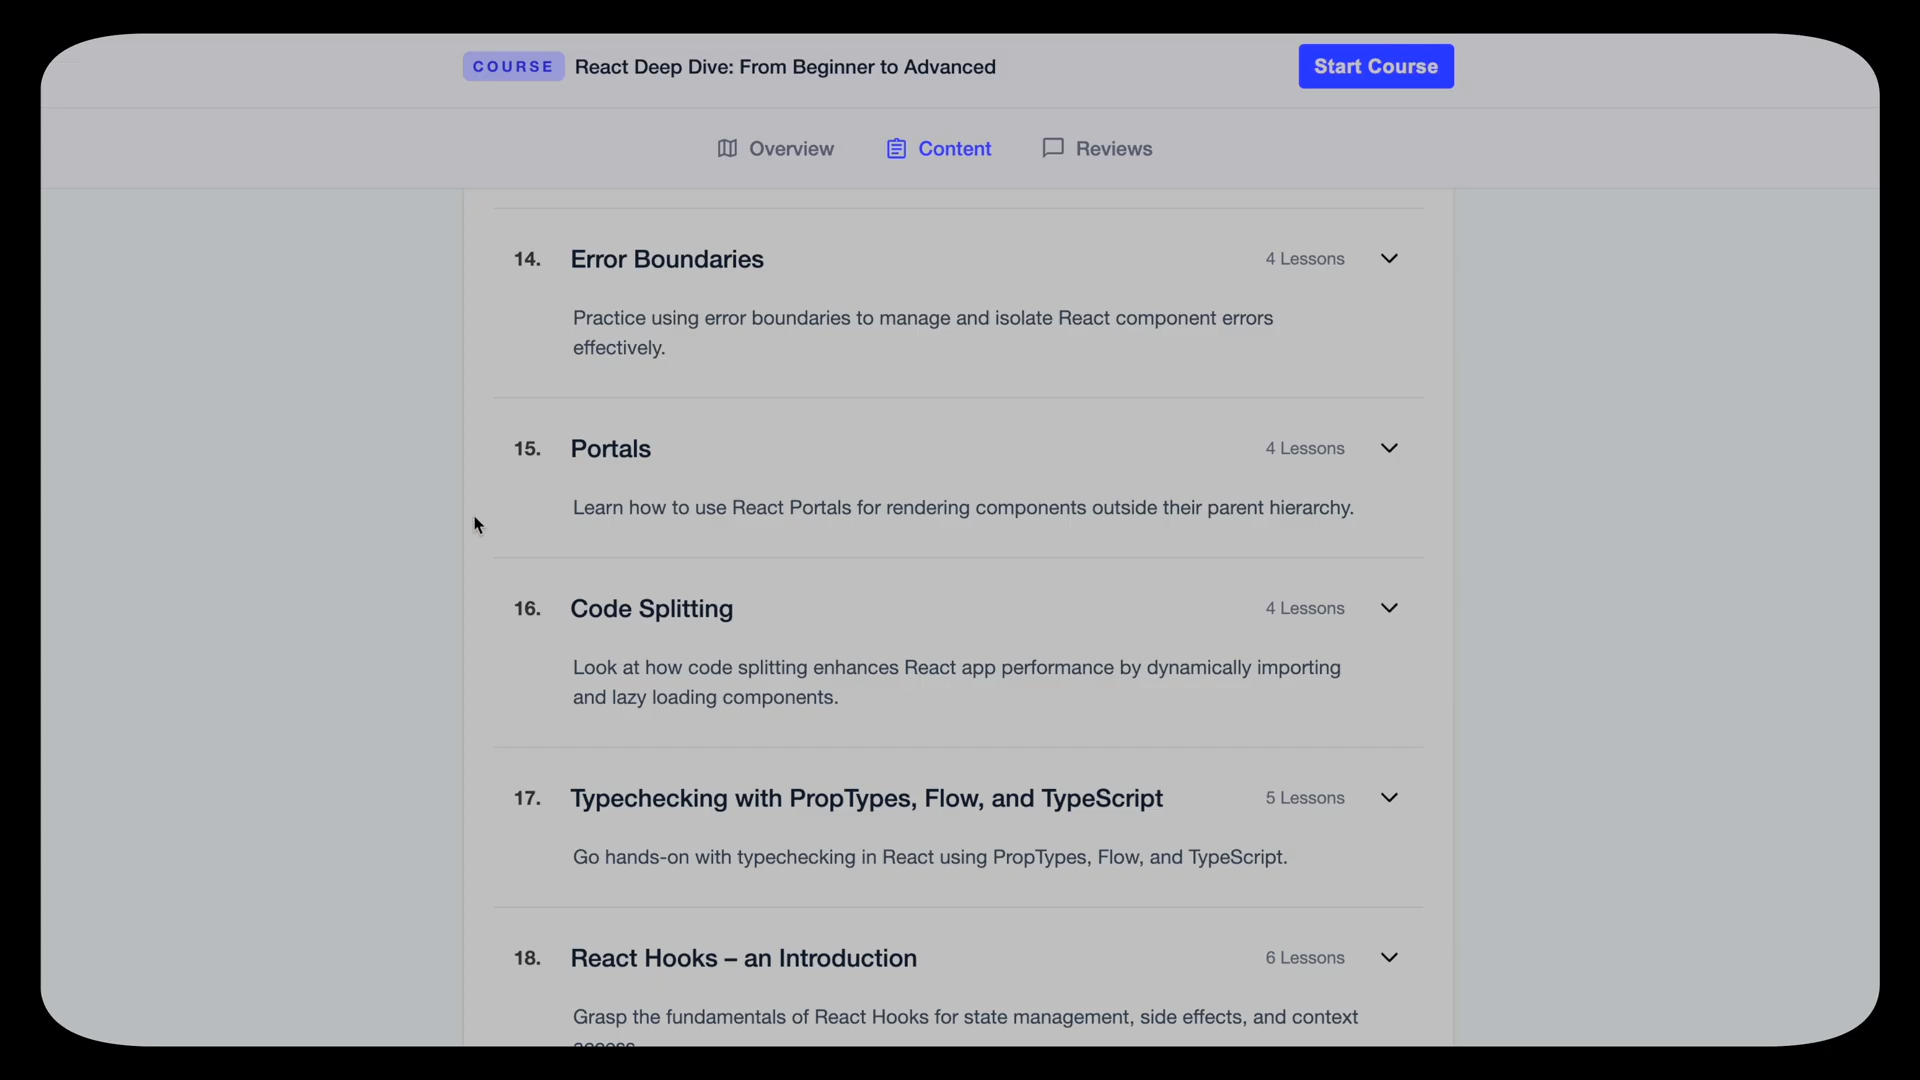 COURSE React Deep Dive: From Beginner to Advanced Start Course
Overview Content Reviews
14. Error Boundaries 4 Lessons
Practice using error boundaries to manage and isolate React component errors
effectively.
15. Portals 4 Lessons
Learn how to use React Portals for rendering components outside their parent hierarchy.
16. Code Splitting 4 Lessons
Look at how code splitting enhances React app performance by dynamically importing
and lazy loading components.
17. Typechecking with PropTypes, Flow, and TypeScript 5 Lessons
Go hands-on with typechecking in React using PropTypes, Flow, and TypeScript.
18. React Hooks – an Introduction 6 Lessons
Grasp the fundamentals of React Hooks for state management, side effects, and context